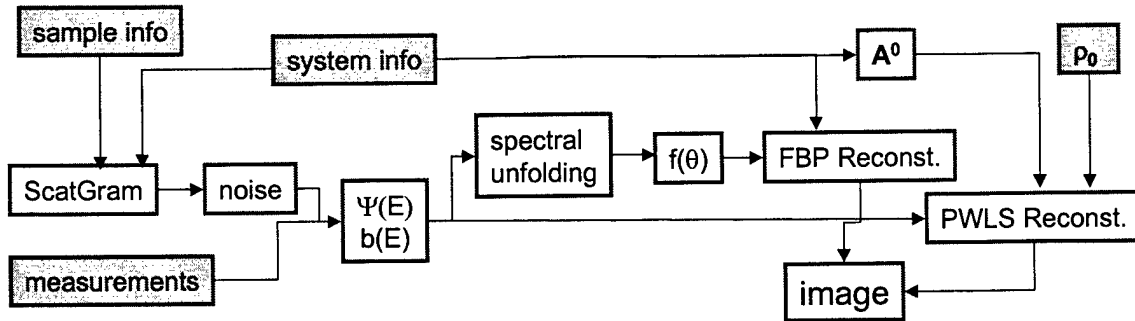 sample info
system info
A⁰
ρ₀
spectral
unfolding
f(θ)
FBP Reconst.
ScatGram
noise
Ψ(E)
b(E)
PWLS Reconst.
measurements
image